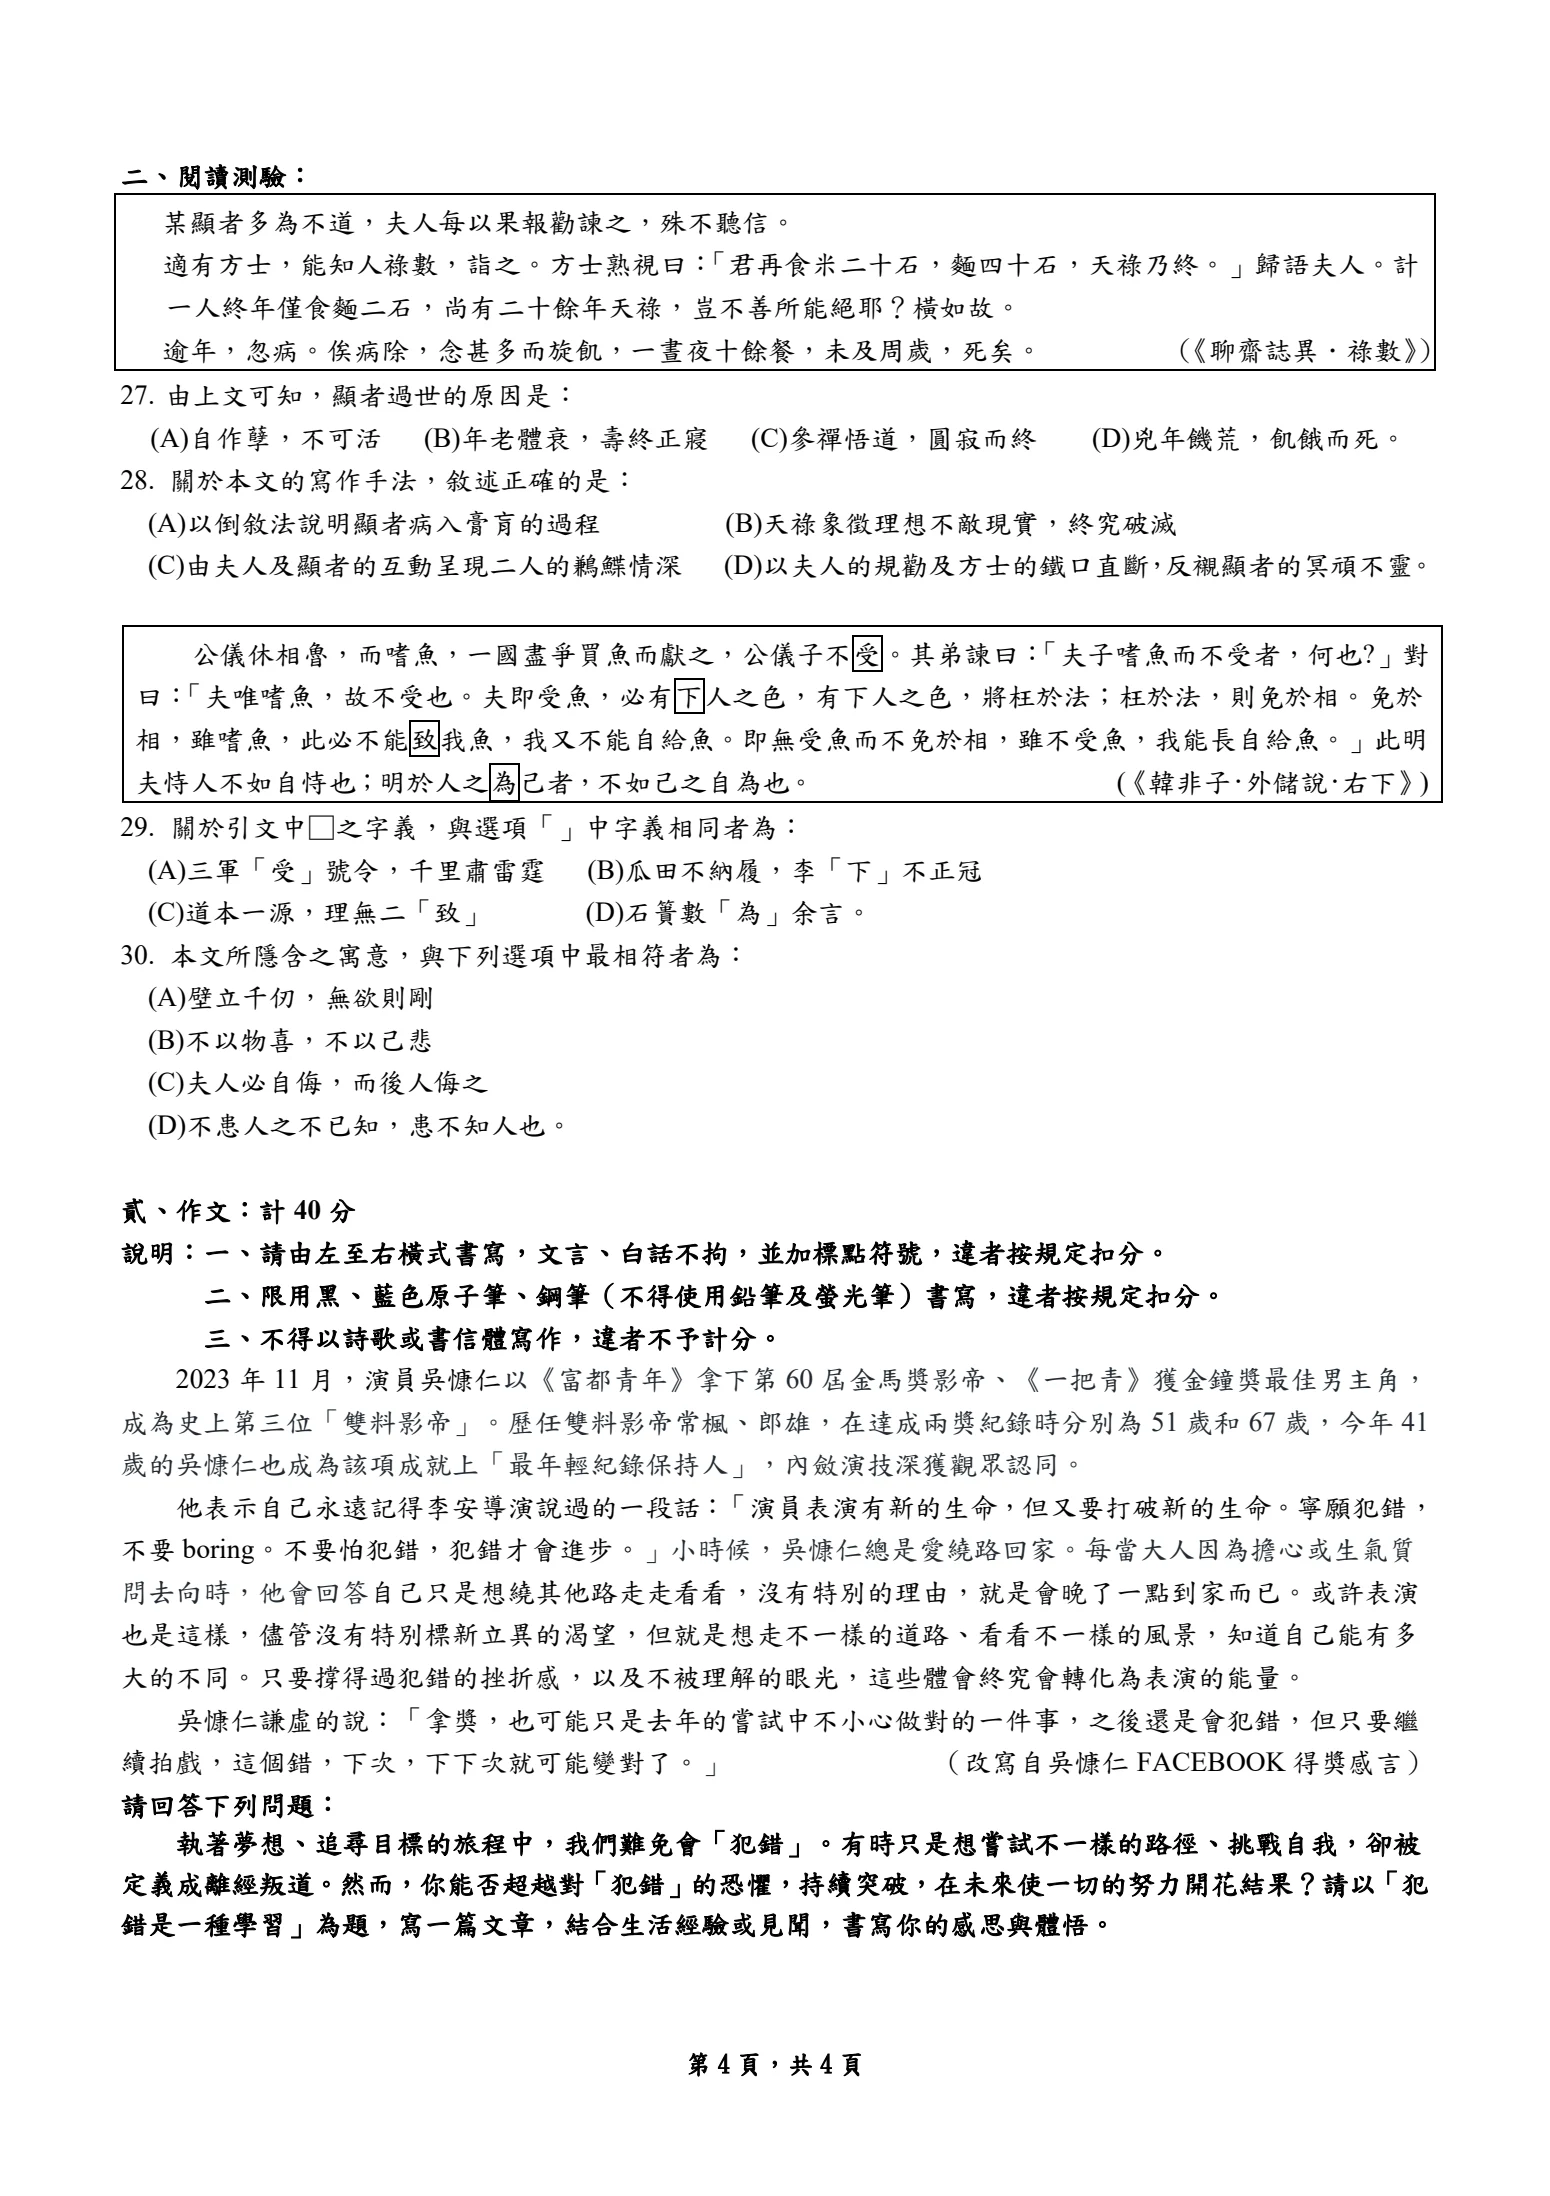 二、閱讀測驗：
某顯者多為不道，夫人每以果報勸諫之，殊不聽信。
適有方士，能知人祿數，詣之。方士熟視曰：「君再食米二十石，麵四十石，天祿乃終。」歸語夫人。計
一人終年僅食麵二石，尚有二十餘年天祿，豈不善所能絕耶？橫如故。
逾年，忽病。俟病除，念甚多而旋飢，一晝夜十餘餐，未及周歲，死矣。 （《聊齋誌異．祿數》）
27. 由上文可知，顯者過世的原因是：
(A)自作孽，不可活 (B)年老體衰，壽終正寢 (C)參禪悟道，圓寂而終 (D)兇年饑荒，飢餓而死。
28. 關於本文的寫作手法，敘述正確的是：
(A)以倒敘法說明顯者病入膏肓的過程 (B)天祿象徵理想不敵現實，終究破滅
(C)由夫人及顯者的互動呈現二人的鶼鰈情深 (D)以夫人的規勸及方士的鐵口直斷，反襯顯者的冥頑不靈。
公儀休相魯，而嗜魚，一國盡爭買魚而獻之，公儀子不受。其弟諫曰：「夫子嗜魚而不受者，何也?」對
曰：「夫唯嗜魚，故不受也。夫即受魚，必有下人之色，有下人之色，將枉於法；枉於法，則免於相。免於
相，雖嗜魚，此必不能致我魚，我又不能自給魚。即無受魚而不免於相，雖不受魚，我能長自給魚。」此明
夫恃人不如自恃也；明於人之為己者，不如己之自為也。 (《韓非子·外儲說·右下》)
29. 關於引文中□之字義，與選項「」中字義相同者為：
(A)三軍「受」號令，千里肅雷霆 (B)瓜田不納履，李「下」不正冠
(C)道本一源，理無二「致」 (D)石簣數「為」余言。
30. 本文所隱含之寓意，與下列選項中最相符者為：
(A)壁立千仞，無欲則剛
(B)不以物喜，不以己悲
(C)夫人必自侮，而後人侮之
(D)不患人之不已知，患不知人也。
貳、作文：計 40 分
說明：一、請由左至右橫式書寫，文言、白話不拘，並加標點符號，違者按規定扣分。
二、限用黑、藍色原子筆、鋼筆（不得使用鉛筆及螢光筆）書寫，違者按規定扣分。
三、不得以詩歌或書信體寫作，違者不予計分。
2023 年 11 月，演員吳慷仁以《富都青年》拿下第 60 屆金馬獎影帝、《一把青》獲金鐘獎最佳男主角，
成為史上第三位「雙料影帝」。歷任雙料影帝常楓、郎雄，在達成兩獎紀錄時分別為 51 歲和 67 歲，今年 41
歲的吳慷仁也成為該項成就上「最年輕紀錄保持人」，內斂演技深獲觀眾認同。
他表示自己永遠記得李安導演說過的一段話：「演員表演有新的生命，但又要打破新的生命。寧願犯錯，
不要 boring。不要怕犯錯，犯錯才會進步。」小時候，吳慷仁總是愛繞路回家。每當大人因為擔心或生氣質
問去向時，他會回答自己只是想繞其他路走走看看，沒有特別的理由，就是會晚了一點到家而已。或許表演
也是這樣，儘管沒有特別標新立異的渴望，但就是想走不一樣的道路、看看不一樣的風景，知道自己能有多
大的不同。只要撐得過犯錯的挫折感，以及不被理解的眼光，這些體會終究會轉化為表演的能量。
吳慷仁謙虛的說：「拿獎，也可能只是去年的嘗試中不小心做對的一件事，之後還是會犯錯，但只要繼
續拍戲，這個錯，下次，下下次就可能變對了。」 （改寫自吳慷仁 FACEBOOK 得獎感言）
請回答下列問題：
執著夢想、追尋目標的旅程中，我們難免會「犯錯」。有時只是想嘗試不一樣的路徑、挑戰自我，卻被
定義成離經叛道。然而，你能否超越對「犯錯」的恐懼，持續突破，在未來使一切的努力開花結果？請以「犯
錯是一種學習」為題，寫一篇文章，結合生活經驗或見聞，書寫你的感思與體悟。
第 4 頁，共 4 頁